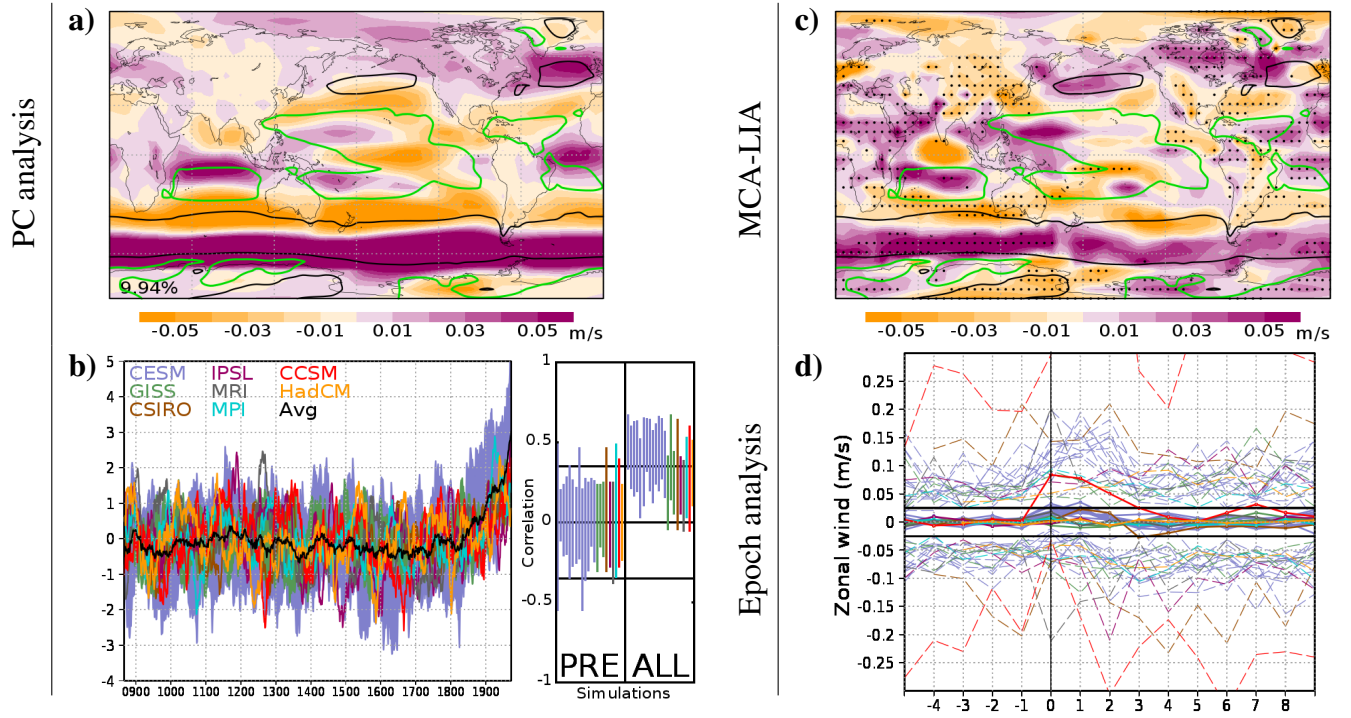 a)
PC analysis
9.94%
-0.05 -0.03 -0.01 0.01 0.03 0.05 m/s
c)
MCA-LIA
-0.05 -0.03 -0.01 0.01 0.03 0.05 m/s
b)
CESM IPSL CCSM
GISS MRI HadCM
CSIRO MPI Avg
5
4
3
2
1
0
-1
-2
-3
-4
0900 1000 1100 1200 1300 1400 1500 1600 1700 1800 1900
1
0.5
0
-0.5
-1
Correlation
PRE ALL
Simulations
d)
Epoch analysis
Zonal wind (m/s)
0.25
0.2
0.15
0.1
0.05
0
-0.05
-0.1
-0.15
-0.2
-0.25
-4 -3 -2 -1 0 1 2 3 4 5 6 7 8